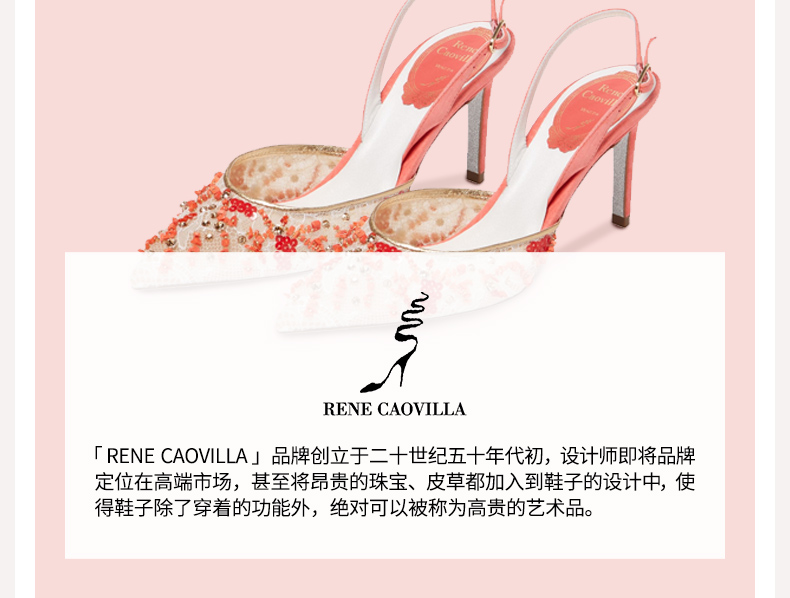 Rene
Caovilla
Rene
Caovilla
RENE CAOVILLA
「RENE CAOVILLA」品牌创立于二十世纪五十年代初，设计师即将品牌
定位在高端市场，甚至将昂贵的珠宝、皮草都加入到鞋子的设计中，使
得鞋子除了穿着的功能外，绝对可以被称为高贵的艺术品。